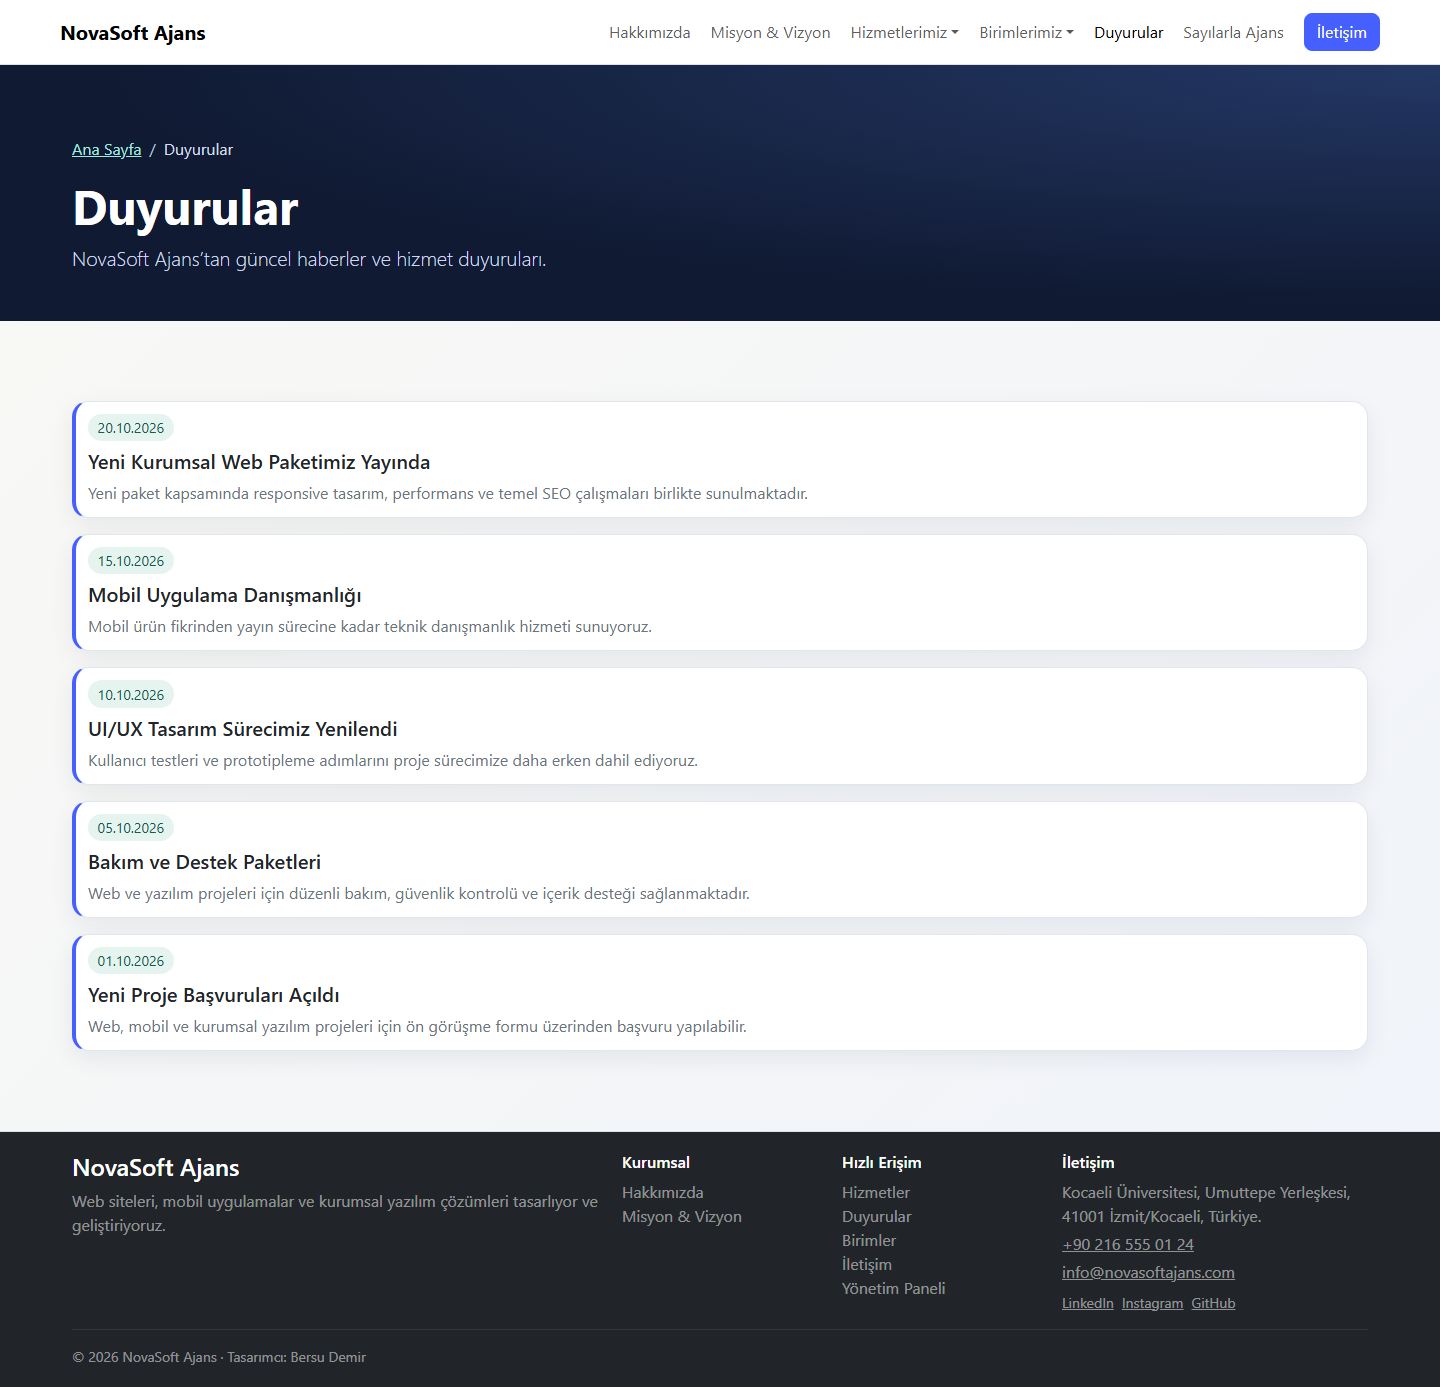 NovaSoft Ajans
Hakkımızda Misyon & Vizyon Hizmetlerimiz Birimlerimiz Duyurular Sayılarla Ajans İletişim
Ana Sayfa / Duyurular
Duyurular
NovaSoft Ajans’tan güncel haberler ve hizmet duyuruları.
20.10.2026
Yeni Kurumsal Web Paketimiz Yayında
Yeni paket kapsamında responsive tasarım, performans ve temel SEO çalışmaları birlikte sunulmaktadır.
15.10.2026
Mobil Uygulama Danışmanlığı
Mobil ürün fikrinden yayın sürecine kadar teknik danışmanlık hizmeti sunuyoruz.
10.10.2026
UI/UX Tasarım Sürecimiz Yenilendi
Kullanıcı testleri ve prototipleme adımlarını proje sürecimize daha erken dahil ediyoruz.
05.10.2026
Bakım ve Destek Paketleri
Web ve yazılım projeleri için düzenli bakım, güvenlik kontrolü ve içerik desteği sağlanmaktadır.
01.10.2026
Yeni Proje Başvuruları Açıldı
Web, mobil ve kurumsal yazılım projeleri için ön görüşme formu üzerinden başvuru yapılabilir.
NovaSoft Ajans
Web siteleri, mobil uygulamalar ve kurumsal yazılım çözümleri tasarlıyor ve
geliştiriyoruz.
Kurumsal
Hakkımızda
Misyon & Vizyon
Hızlı Erişim
Hizmetler
Duyurular
Birimler
İletişim
Yönetim Paneli
İletişim
Kocaeli Üniversitesi, Umuttepe Yerleşkesi,
41001 İzmit/Kocaeli, Türkiye.
+90 216 555 01 24
info@novasoftajans.com
LinkedIn Instagram GitHub
© 2026 NovaSoft Ajans · Tasarımcı: Bersu Demir